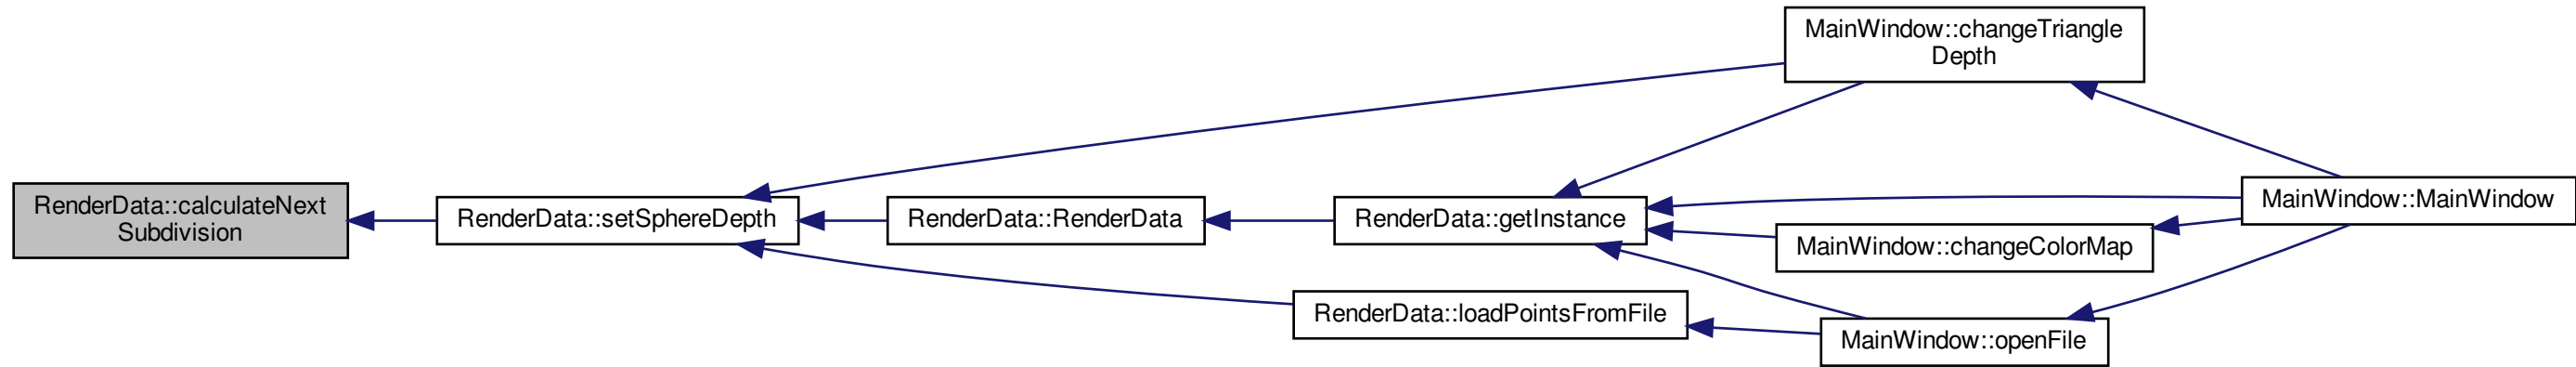 RenderData::calculateNext
Subdivision
RenderData::setSphereDepth
RenderData::RenderData
RenderData::getInstance
RenderData::loadPointsFromFile
MainWindow::changeTriangle
Depth
MainWindow::changeColorMap
MainWindow::openFile
MainWindow::MainWindow